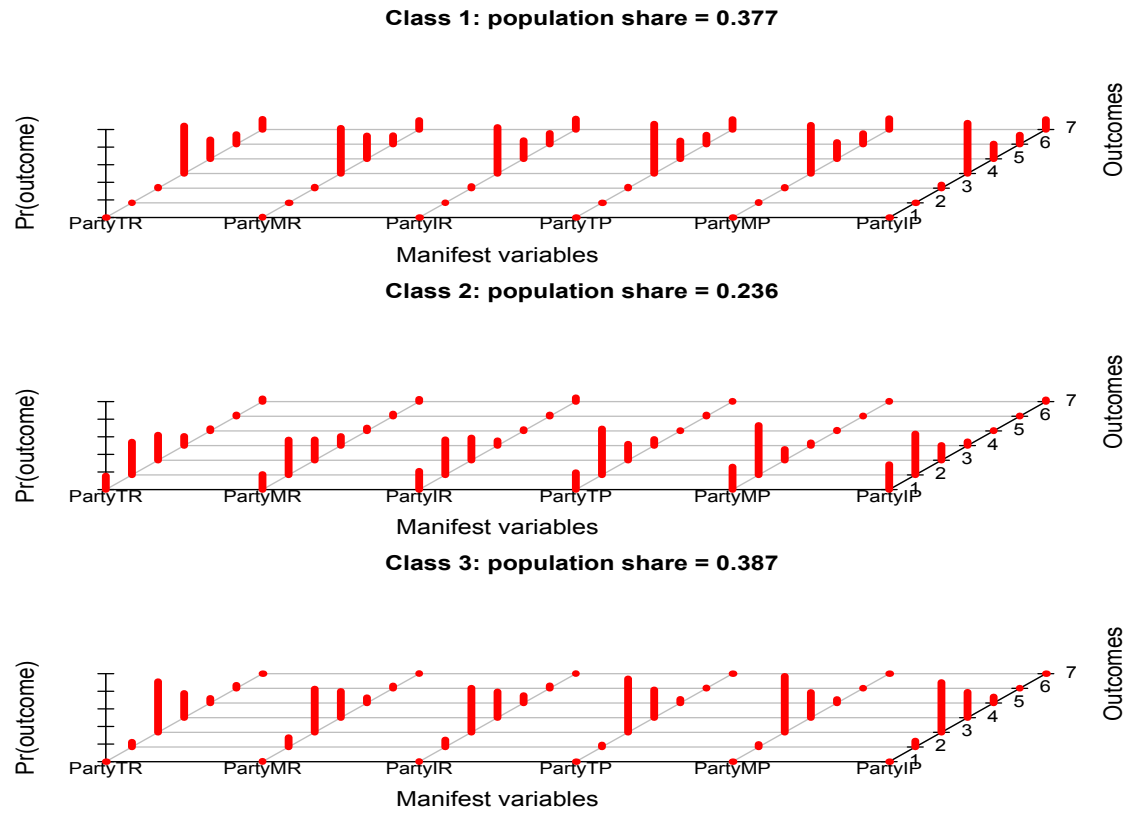 Class 1: population share = 0.377
Pr(outcome)
Outcomes
7
6
5
4
3
2
1
PartyTR PartyMR PartyIR PartyTP PartyMP PartyIP
Manifest variables
Class 2: population share = 0.236
Pr(outcome)
Outcomes
7
6
5
4
3
2
1
PartyTR PartyMR PartyIR PartyTP PartyMP PartyIP
Manifest variables
Class 3: population share = 0.387
Pr(outcome)
Outcomes
7
6
5
4
3
2
1
PartyTR PartyMR PartyIR PartyTP PartyMP PartyIP
Manifest variables